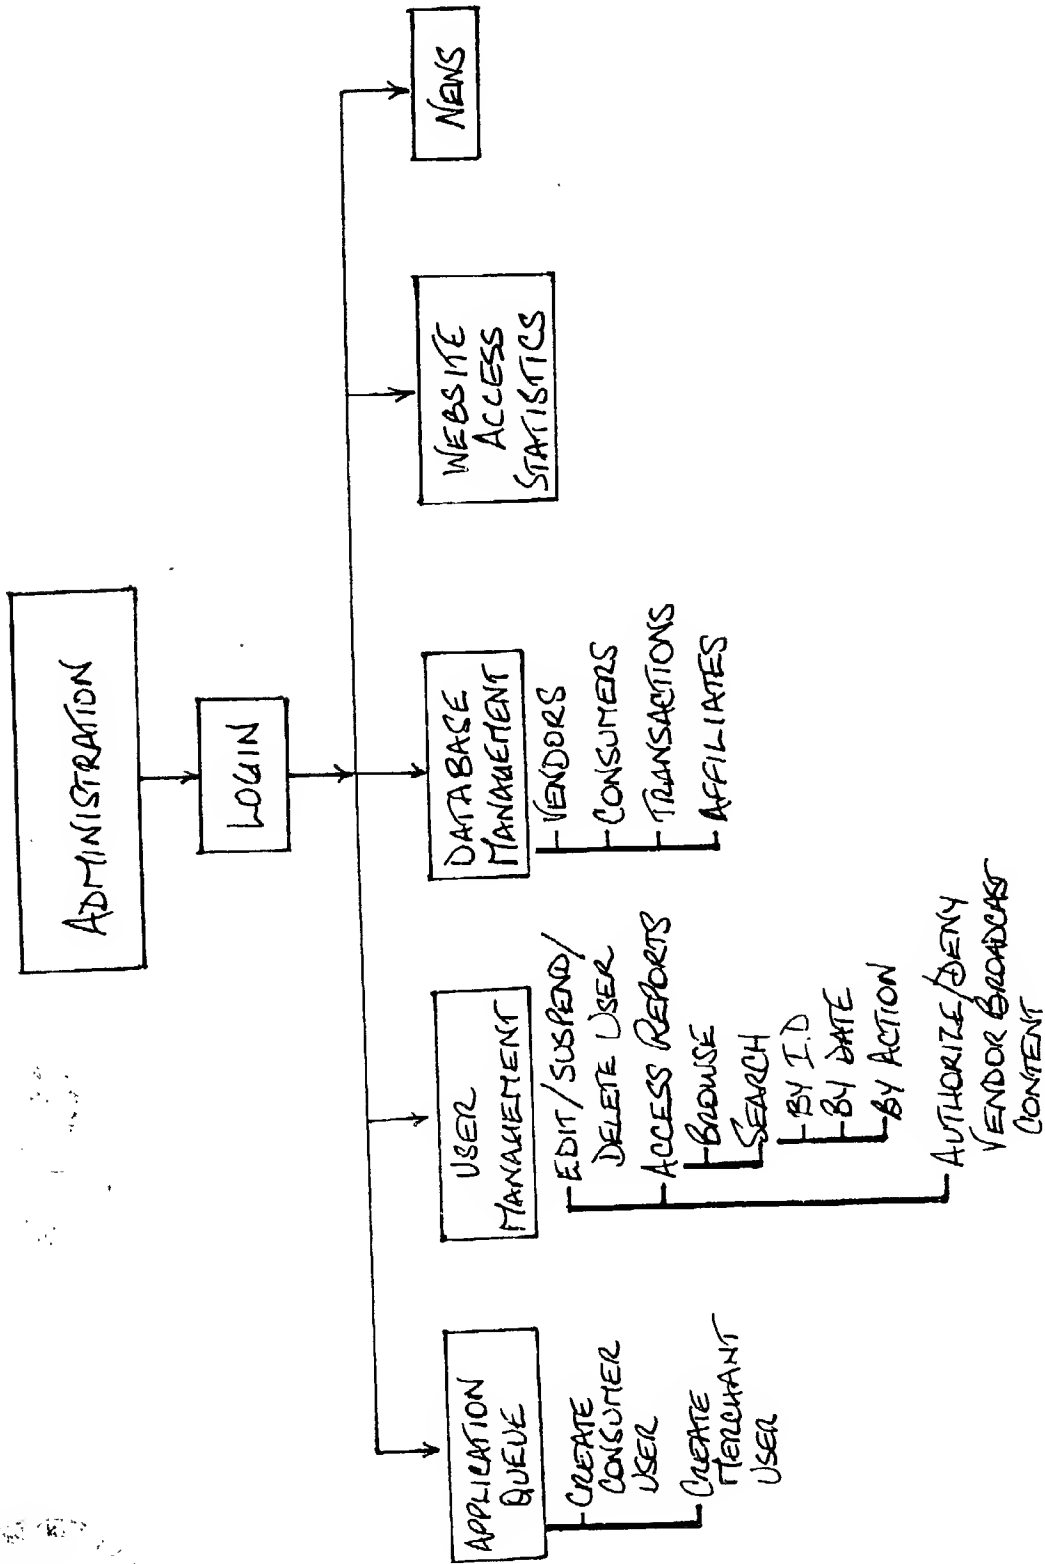 ADMINISTRATION
LOGIN
APPLICATION
QUEUE
CREATE
CONSUMER
USER
CREATE
MERCHANT
USER
USER
MANAGEMENT
EDIT/SUSPEND/
DELETE USER
ACCESS REPORTS
BROWSE
SEARCH
BY I.D
BY DATE
BY ACTION
AUTHORIZE/DENY
VENDOR BROADCAST
CONTENT
DATABASE
MANAGEMENT
VENDORS
CONSUMERS
TRANSACTIONS
AFFILIATES
WEBSITE
ACCESS
STATISTICS
NEWS